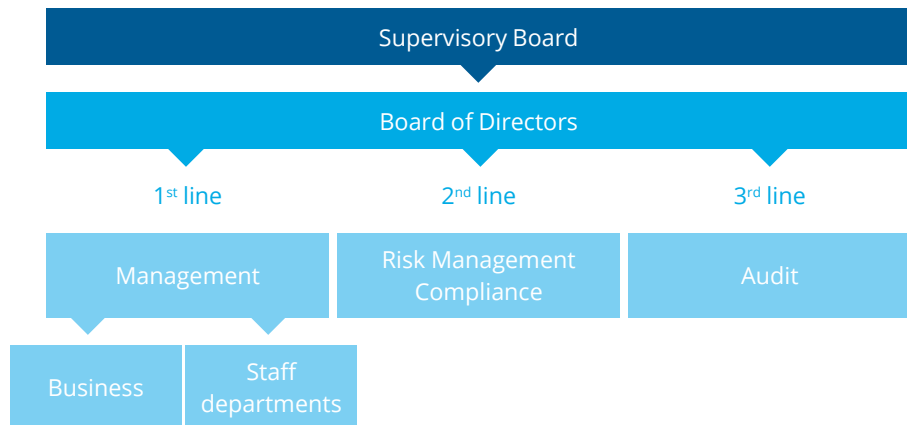 Supervisory Board
Board of Directors
1st line
2nd line
3rd line
Management
Risk Management
Compliance
Audit
Business
Staff
departments